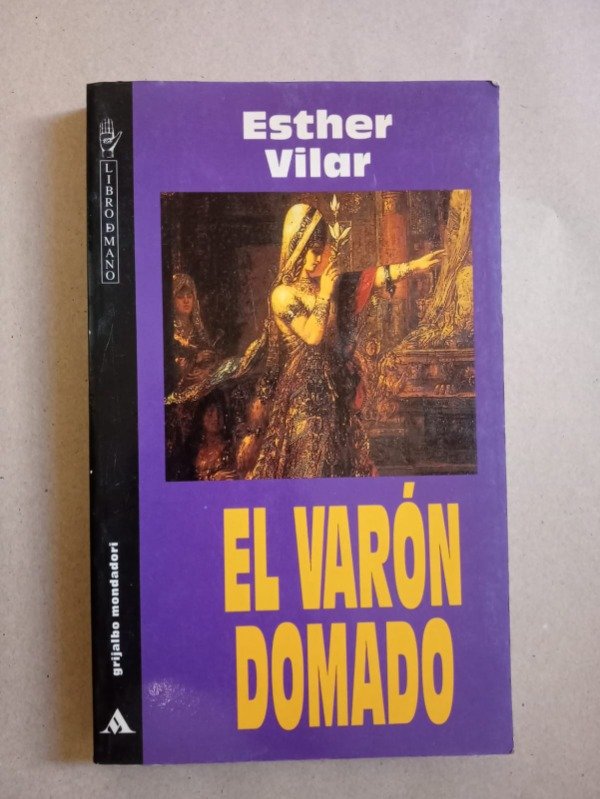 Esther
Vilar
LIBRO DE MANO
EL VARÓN
DOMADO
grijalbo mondadori